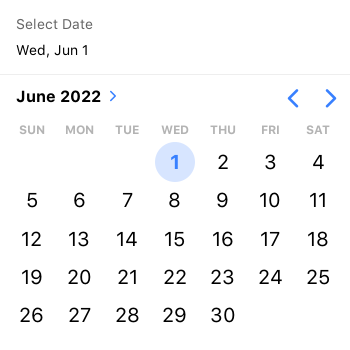 Select Date
Wed, Jun 1
June 2022
SUN MON TUE WED THU FRI SAT
1 2 3 4
5 6 7 8 9 10 11
12 13 14 15 16 17 18
19 20 21 22 23 24 25
26 27 28 29 30